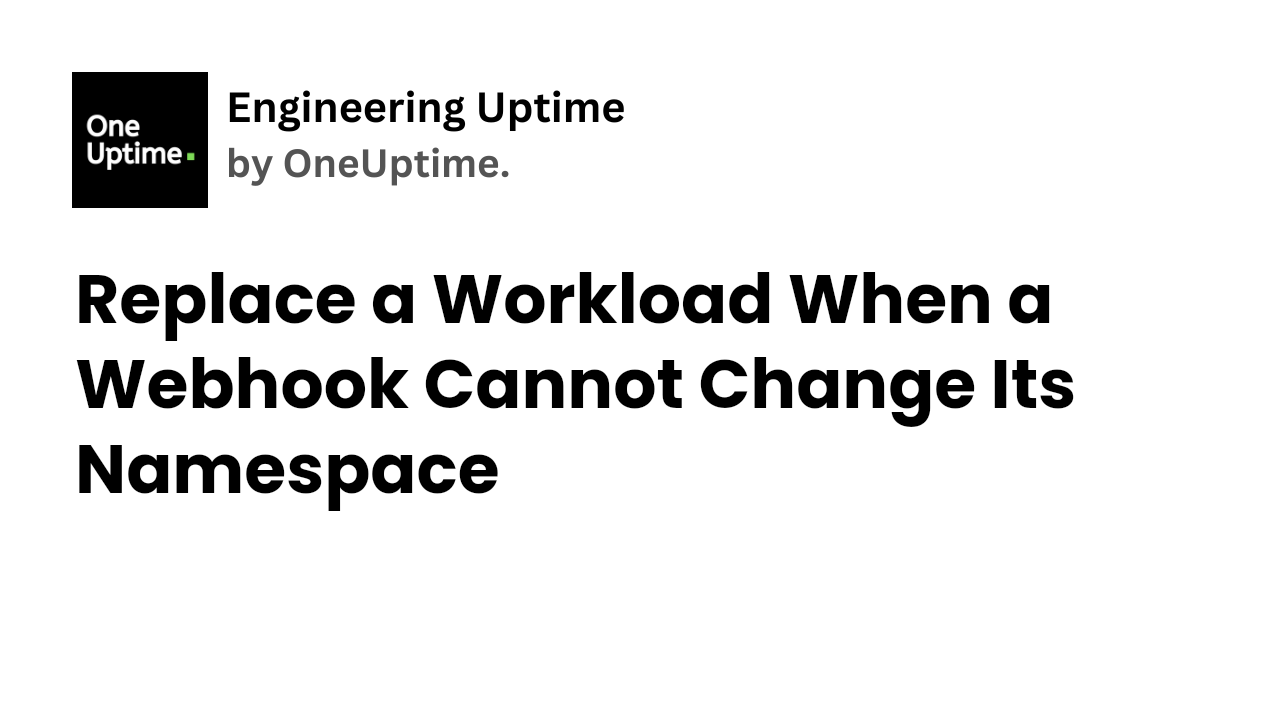 One
Uptime.
Engineering Uptime
by OneUptime.
Replace a Workload When a
Webhook Cannot Change Its
Namespace